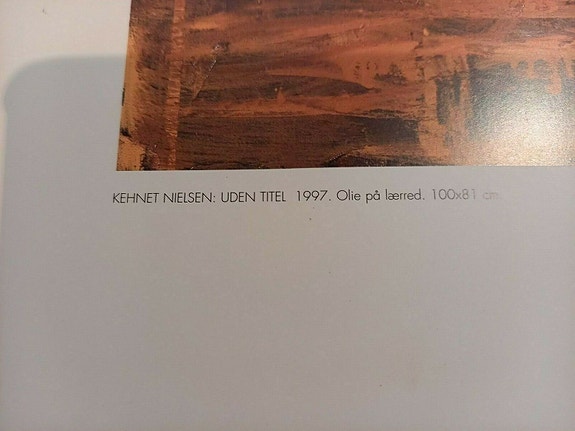 KEHNET NIELSEN: UDEN TITEL 1997. Olie på lærred. 100x81 cm.